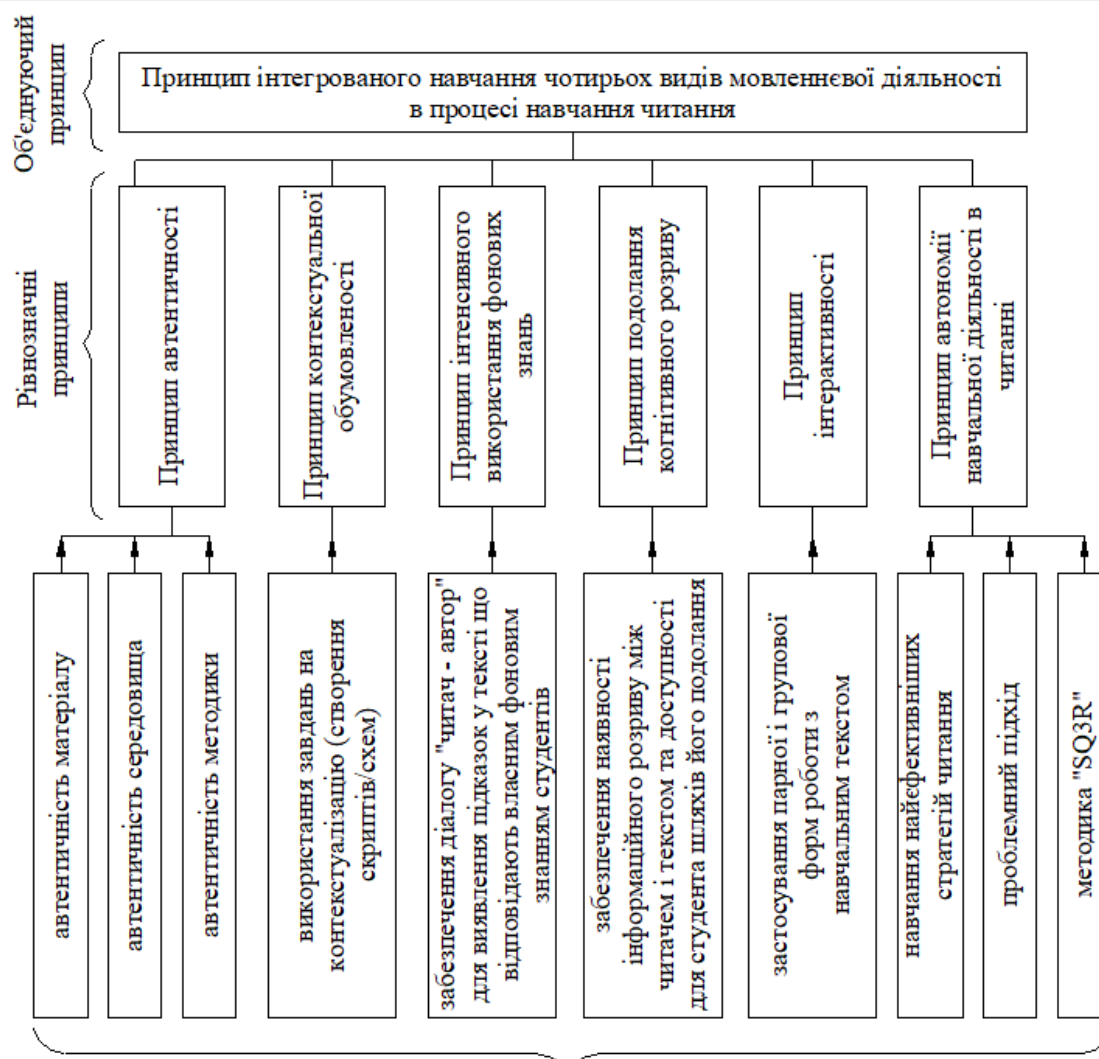 Об'єднуючий
принцип
Принцип інтегрованого навчання чотирьох видів мовленнєвої діяльності
в процесі навчання читання
Рівнозначні
принципи
Принцип автентичності
Принцип контекстуальної
обумовленості
Принцип інтенсивного
використання фонових
знань
Принцип подолання
когнітивного розриву
Принцип
інтерактивності
Принцип автономії
навчальної діяльності в
читанні
автентичність матеріалу
автентичність середовища
автентичність методики
використання завдань на
контекстуалізацію (створення
скриптів/схем)
забезпечення діалогу "читач - автор"
для виявлення підказок у тексті що
відповідають власним фоновим
знанням студентів
забезпечення наявності
інформаційного розриву між
читачем і текстом та доступності
для студента шляхів його подолання
застосування парної і групової
форм роботи з
навчальним текстом
навчання найєфективніших
стратегій читання
проблемний підхід
методика "SQ3R"